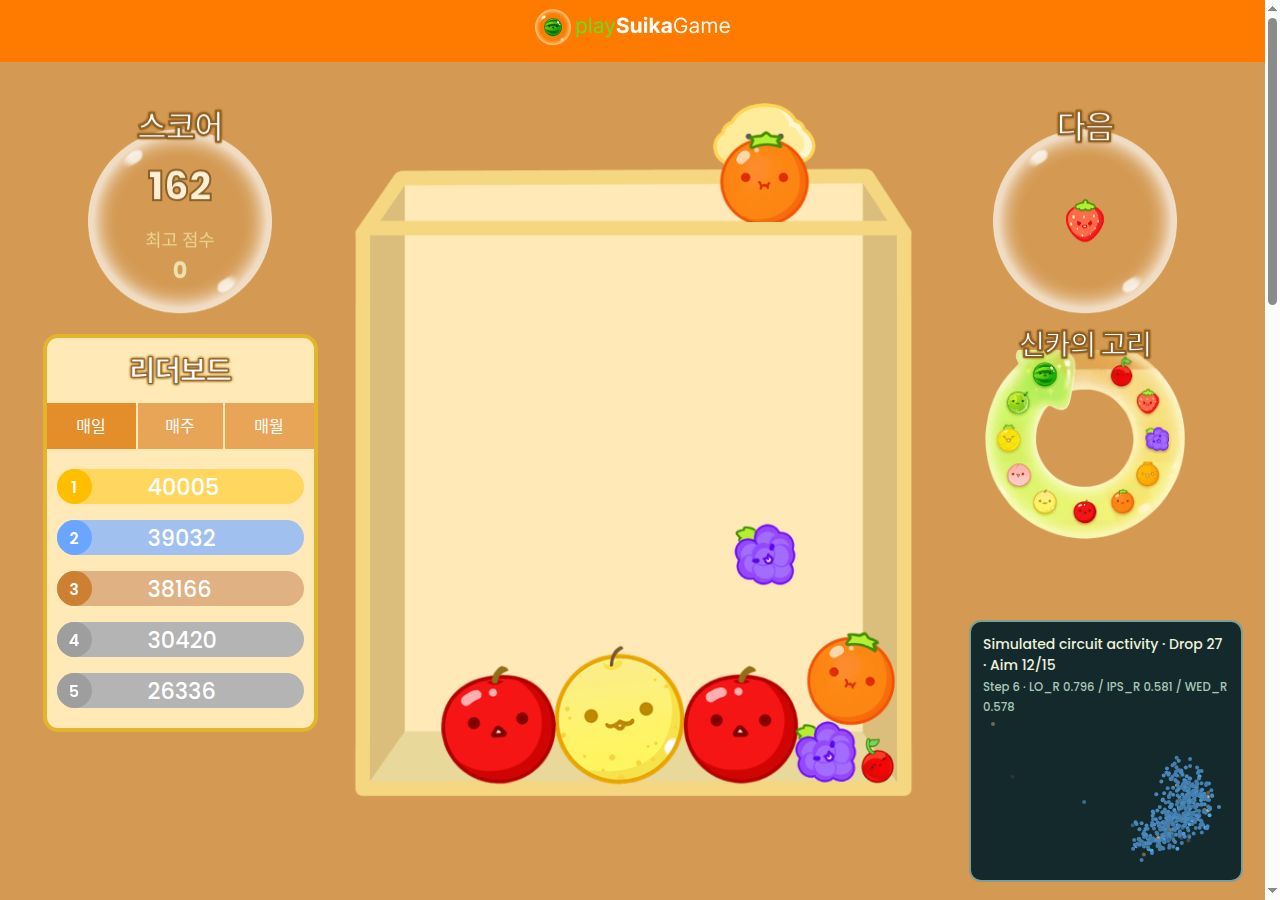 playSuikaGame
스코어
162
최고 점수
0
리더보드
매일 매주 매월
1 40005
2 39032
3 38166
4 30420
5 26336
다음
신카의 고리
Simulated circuit activity · Drop 27
· Aim 12/15
Step 6 · LO_R 0.796 / IPS_R 0.581 / WED_R
0.578